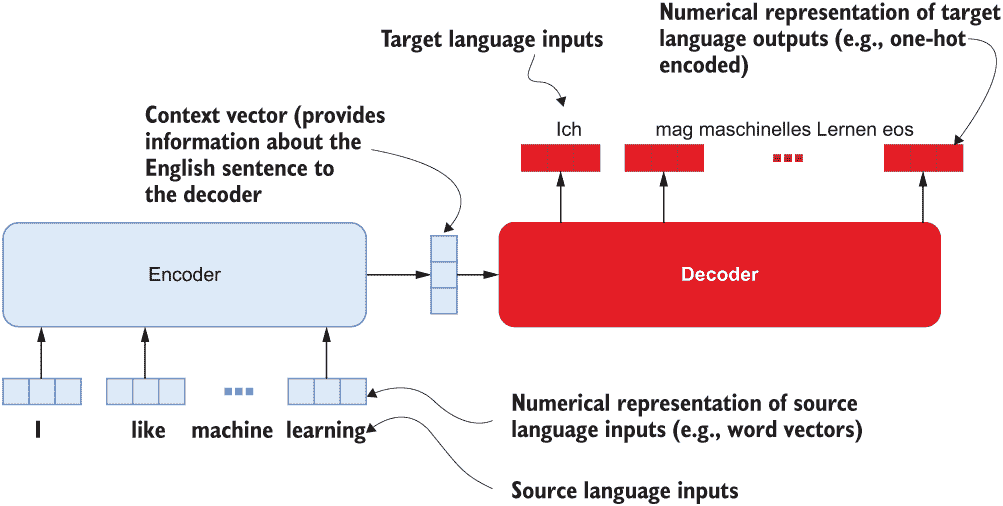 Numerical representation of target
language outputs (e.g., one-hot
encoded)
Target language inputs
Context vector (provides
information about the
English sentence to
the decoder
Ich
mag maschinelles Lernen eos
Encoder
Decoder
I like machine learning
Numerical representation of source
language inputs (e.g., word vectors)
Source language inputs